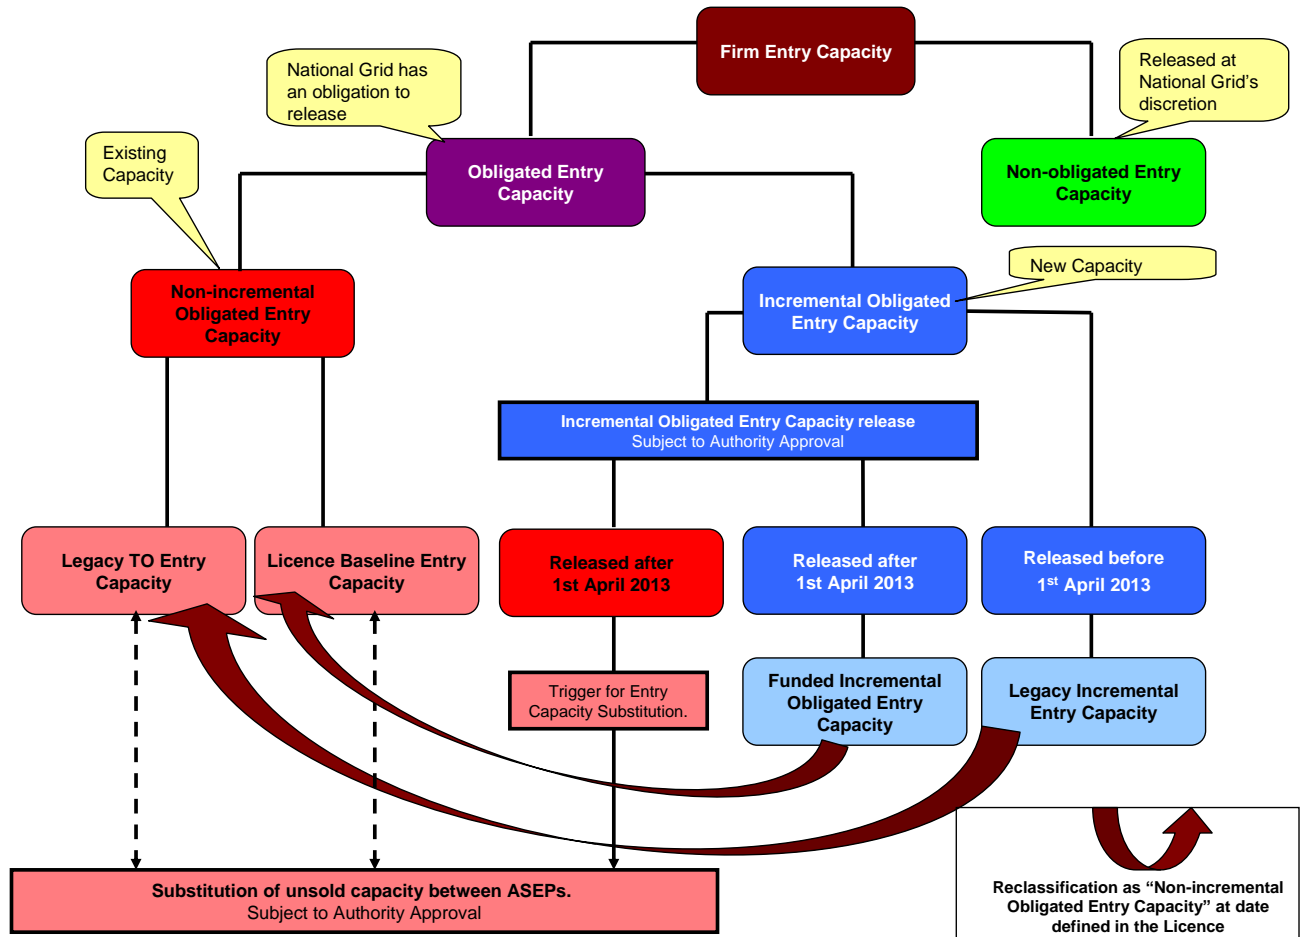 Firm Entry Capacity
National Grid has
an obligation to
release
Released at
National Grid's
discretion
Existing
Capacity
Obligated Entry
Capacity
Non-obligated Entry
Capacity
New Capacity
Non-incremental
Obligated Entry
Capacity
Incremental Obligated
Entry Capacity
Incremental Obligated Entry Capacity release
Subject to Authority Approval
Legacy TO Entry
Capacity
Licence Baseline Entry
Capacity
Released after
1st April 2013
Released after
1st April 2013
Released before
1st April 2013
Trigger for Entry
Capacity Substitution.
Funded Incremental
Obligated Entry
Capacity
Legacy Incremental
Entry Capacity
Substitution of unsold capacity between ASEPs.
Subject to Authority Approval
Reclassification as “Non-incremental
Obligated Entry Capacity” at date
defined in the Licence